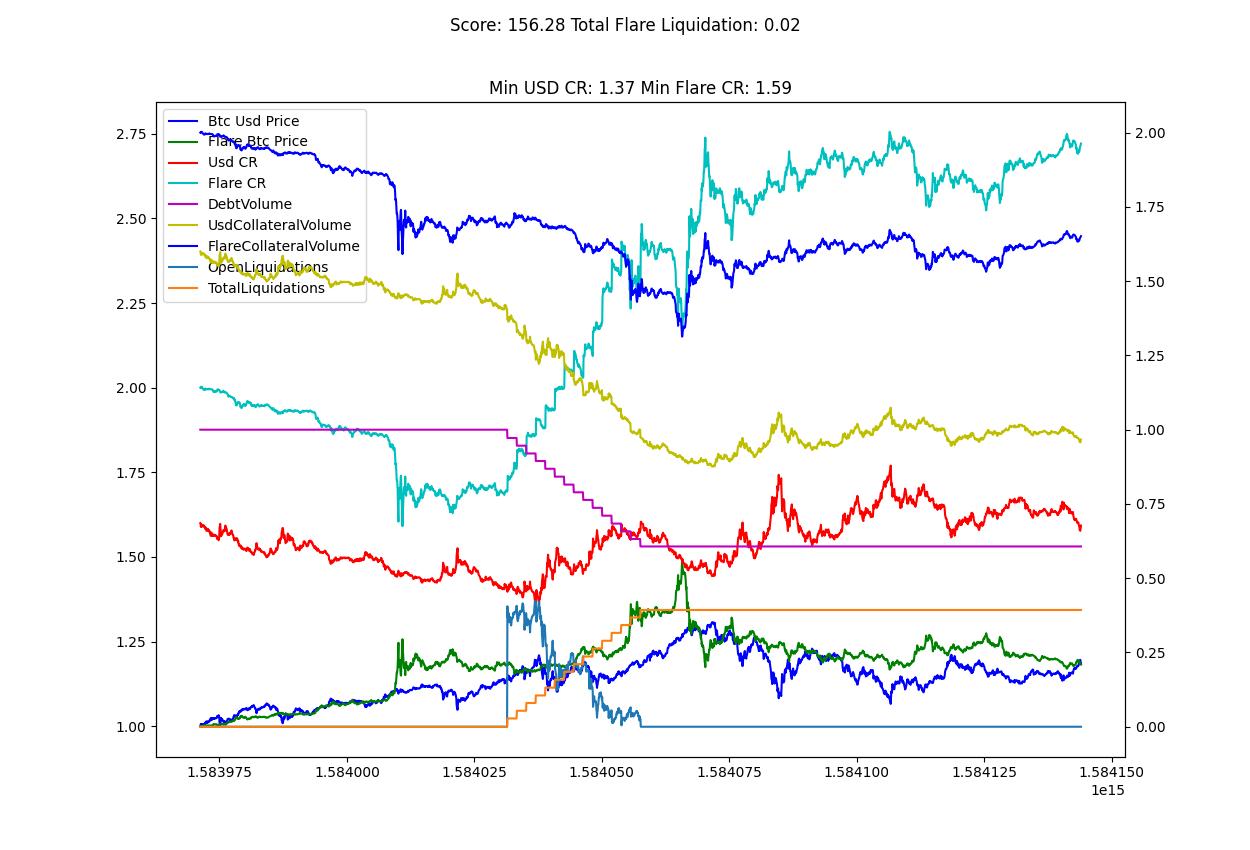 Score: 156.28 Total Flare Liquidation: 0.02
Min USD CR: 1.37 Min Flare CR: 1.59
Btc Usd Price
Flare Btc Price
Usd CR
Flare CR
DebtVolume
UsdCollateralVolume
FlareCollateralVolume
OpenLiquidations
TotalLiquidations
2.75
2.50
2.25
2.00
1.75
1.50
1.25
1.00
2.00
1.75
1.50
1.25
1.00
0.75
0.50
0.25
0.00
1.583975 1.584000 1.584025 1.584050 1.584075 1.584100 1.584125 1.584150
1e15